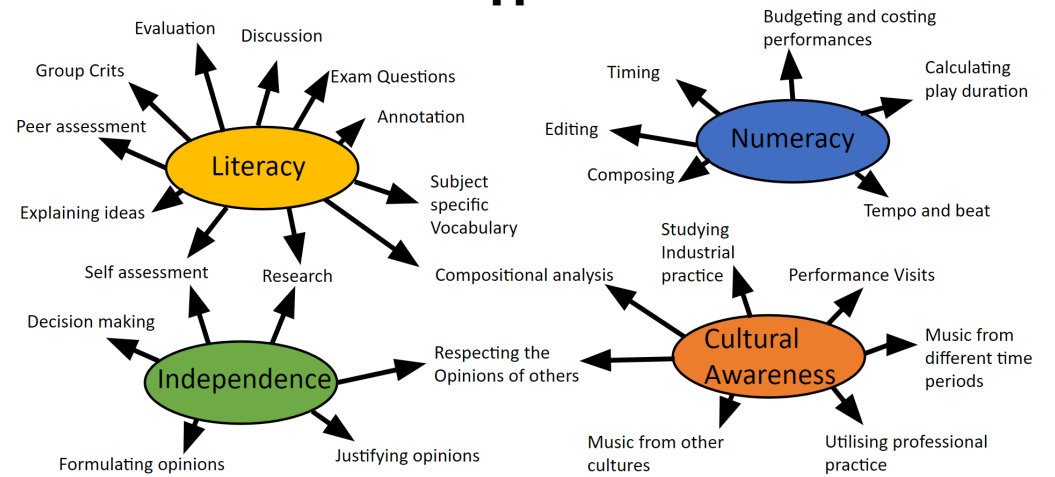 Evaluation
Discussion
Group Crits
Exam Questions
Peer assessment
Annotation
Literacy
Explaining ideas
Subject
specific
Vocabulary
Self assessment
Research
Compositional analysis
Budgeting and costing
performances
Timing
Calculating
play duration
Editing
Numeracy
Composing
Tempo and beat
Studying
Industrial
practice
Performance Visits
Decision making
Independence
Respecting the
Opinions of others
Formulating opinions
Justifying opinions
Cultural
Awareness
Music from
different time
periods
Music from other
cultures
Utilising professional
practice